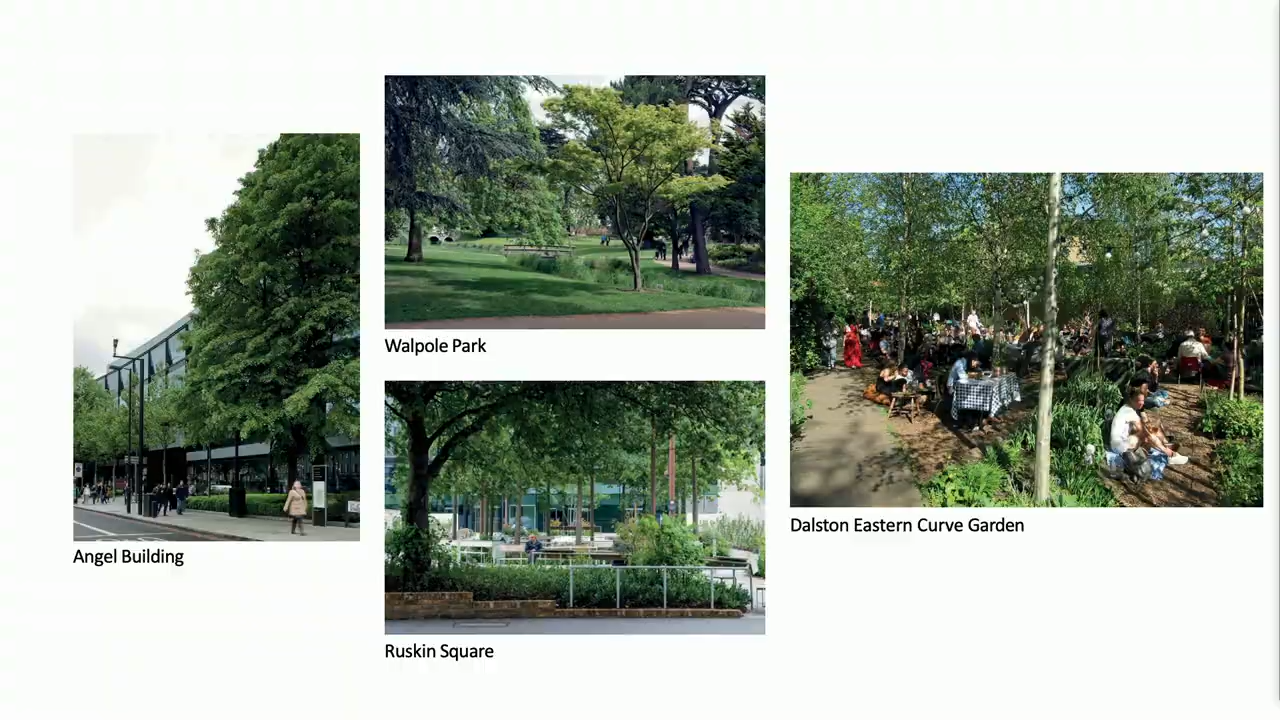 Angel Building
Walpole Park
Ruskin Square
Dalston Eastern Curve Garden